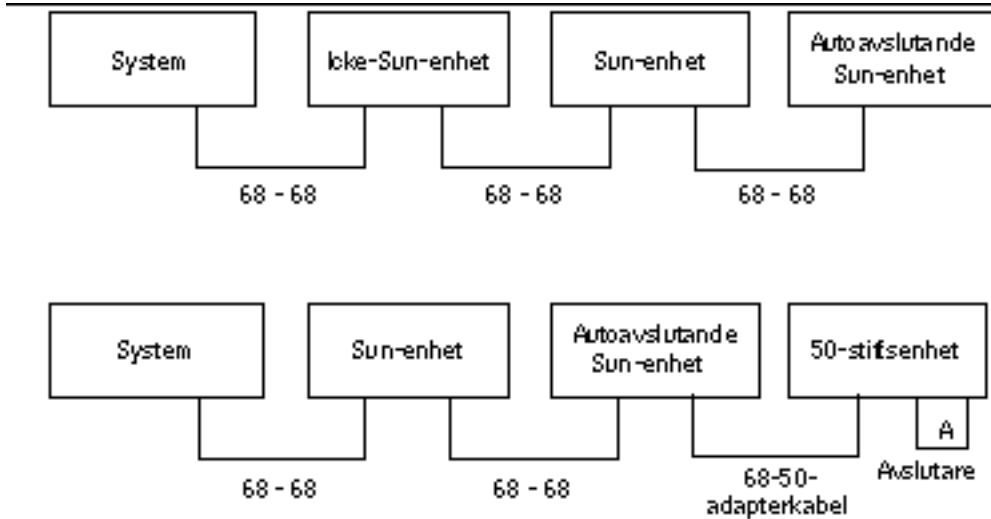 System
Icke-Sun-enhet
Sun-enhet
Autoavslutande
Sun-enhet
68 - 68
68 - 68
68 - 68
System
Sun-enhet
Autoavslutande
Sun-enhet
50-stiftsenhet
A
Avslutare
68 - 68
68 - 68
68-50-
adapterkabel